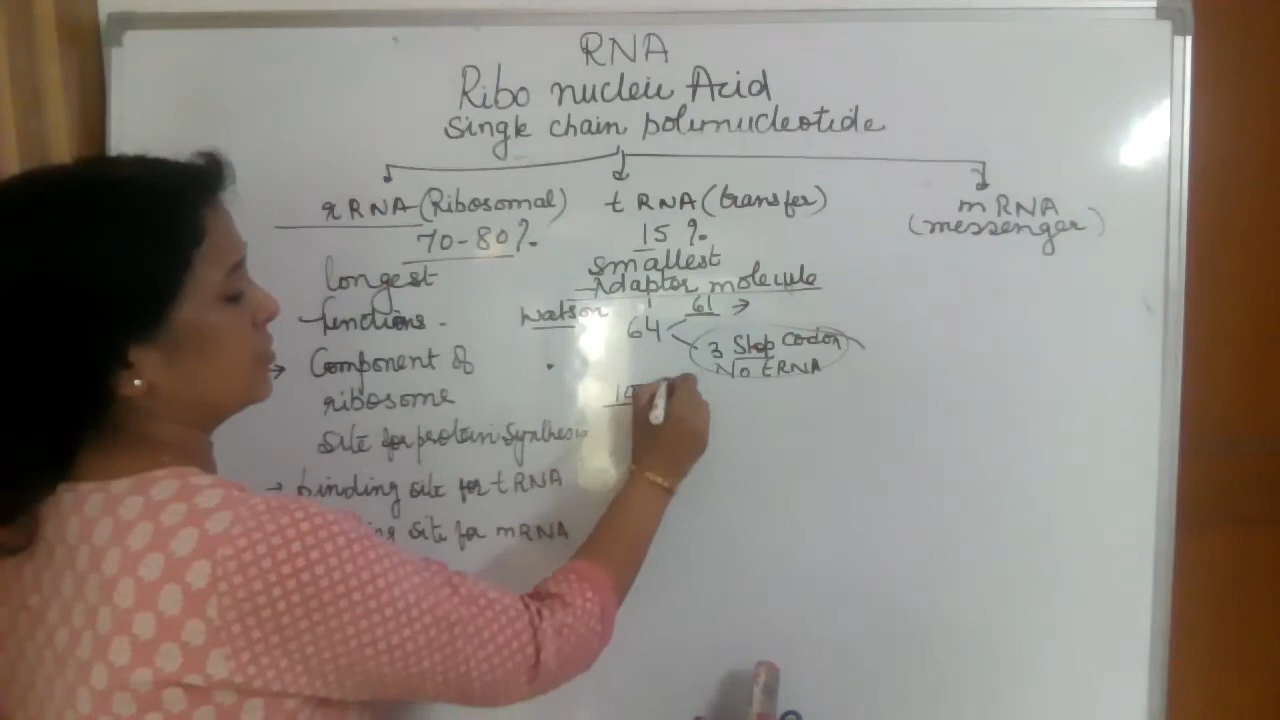 RNA
Ribo nucleic Acid
Single chain polynucleotide
rRNA (Ribosomal)
70-80%
longest
functions -
→ Component of
ribosome
site for protein synthesis
→ binding site for tRNA
site for mRNA
tRNA (transfer)
15 %
smallest
Adaptor molecule
Watson
64
61 →
3 Stop codon
No tRNA
mRNA
(messenger)